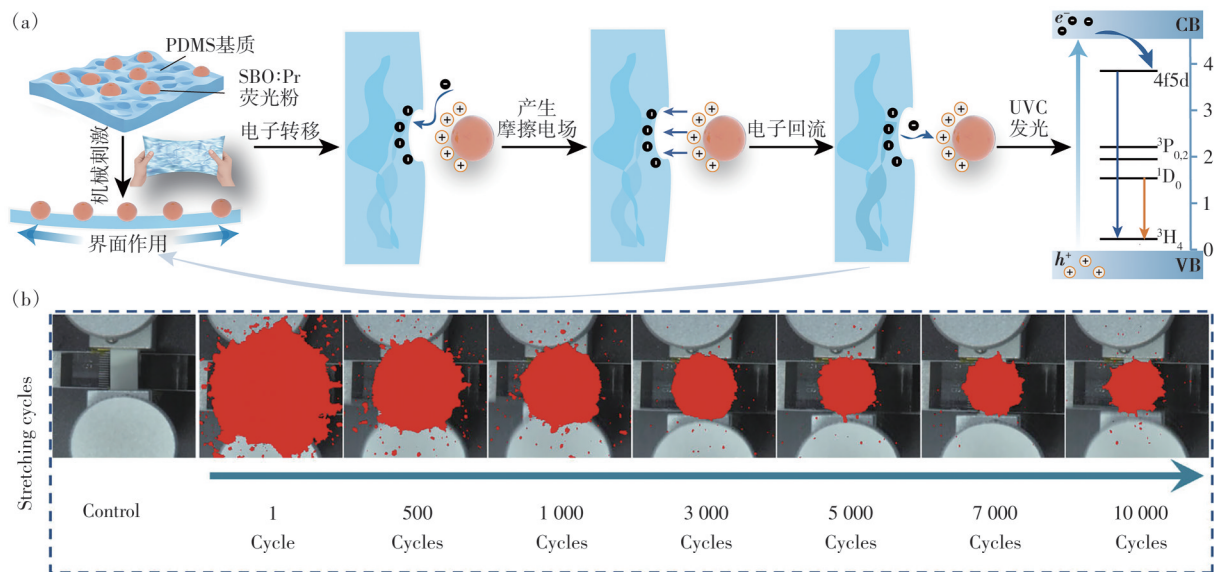 (a)
PDMS基质
SBO:Pr
荧光粉
机械刺激
界面作用
电子转移
产生
摩擦电场
电子回流
UVC
发光
e⁻
CB
4
4f5d
3
³P₀,₂
2
¹D₀
1
³H₄
0
h⁺
VB
(b)
Stretching cycles
Control
1
Cycle
500
Cycles
1 000
Cycles
3 000
Cycles
5 000
Cycles
7 000
Cycles
10 000
Cycles